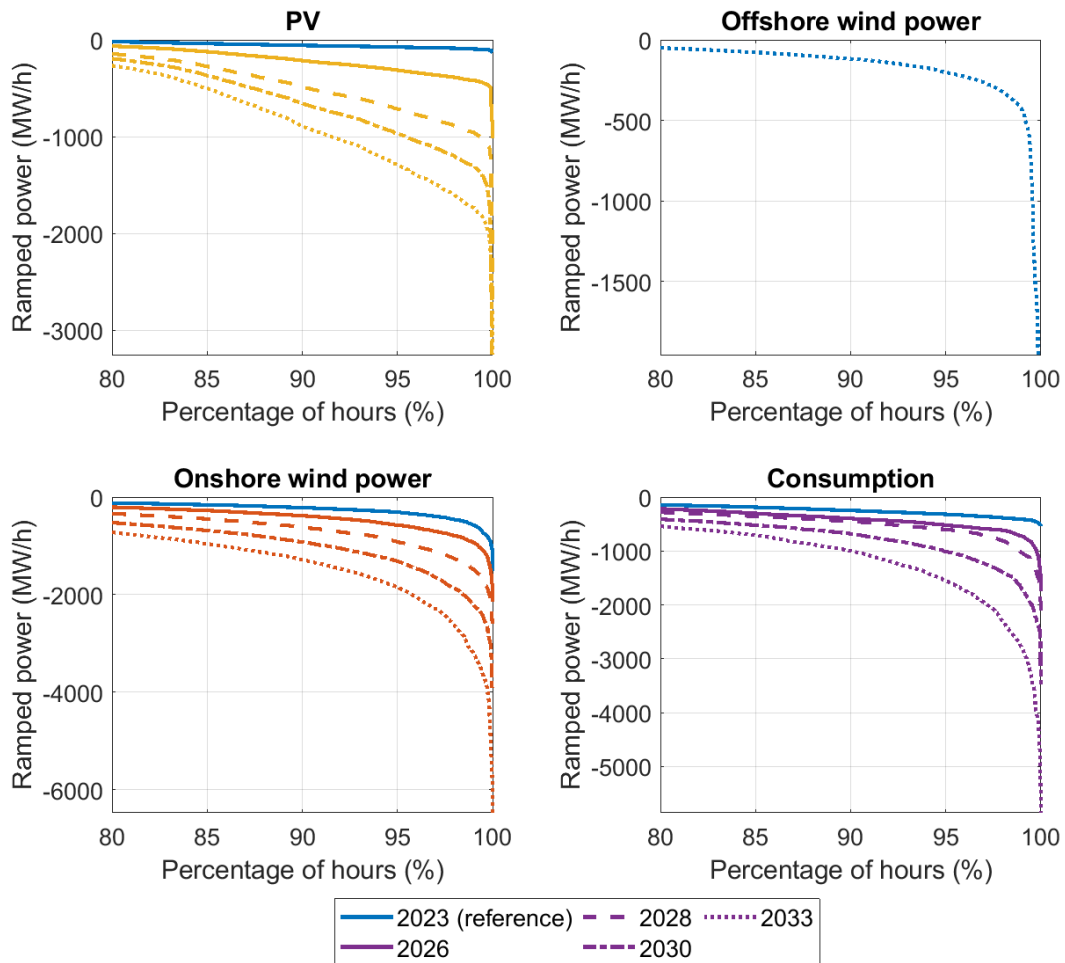 PV
Ramped power (MW/h)
0
-1000
-2000
-3000
80 85 90 95 100
Percentage of hours (%)
Offshore wind power
Ramped power (MW/h)
0
-500
-1000
-1500
80 85 90 95 100
Percentage of hours (%)
Onshore wind power
Ramped power (MW/h)
0
-2000
-4000
-6000
80 85 90 95 100
Percentage of hours (%)
Consumption
Ramped power (MW/h)
0
-1000
-2000
-3000
-4000
-5000
80 85 90 95 100
Percentage of hours (%)
2023 (reference) 2028 2033
2026 2030